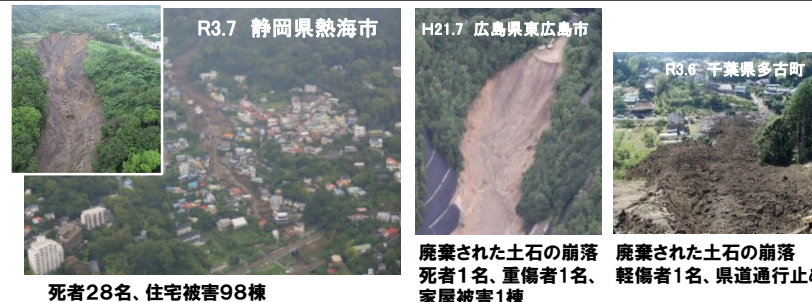 R3.7 静岡県熱海市
死者28名、住宅被害98棟
H21.7 広島県東広島市
廃棄された土石の崩落
死者1名、重傷者1名、
家屋被害1棟
R3.6 千葉県多古町
廃棄された土石の崩落
軽傷者1名、県道通行止